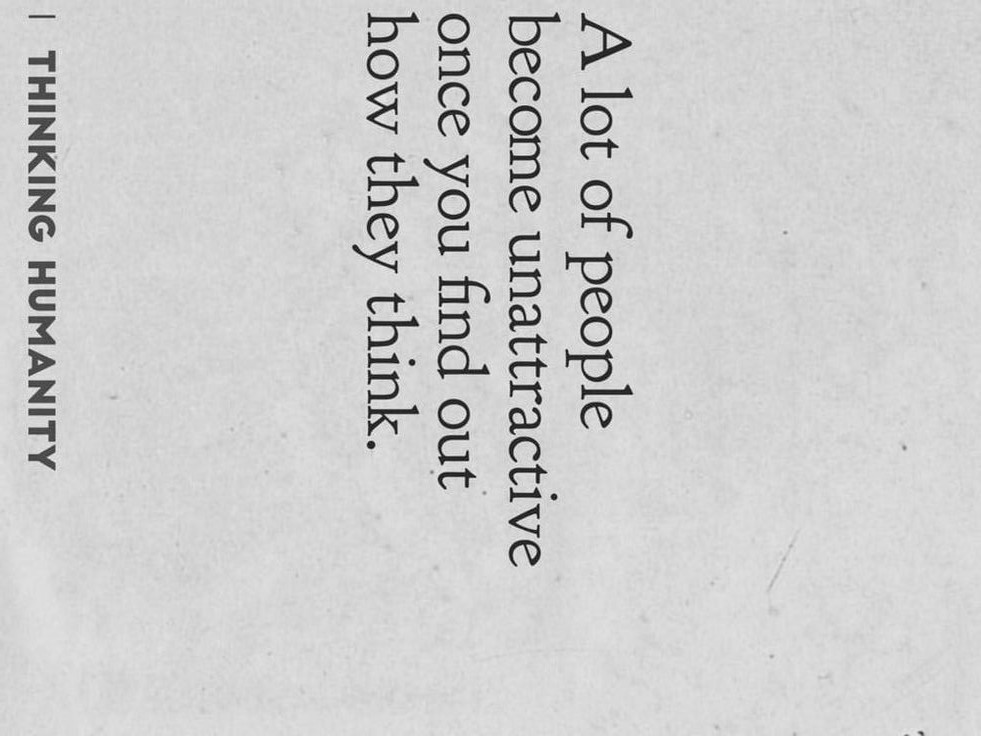 A lot of people
become unattractive
once you find out
how they think.
| THINKING HUMANITY